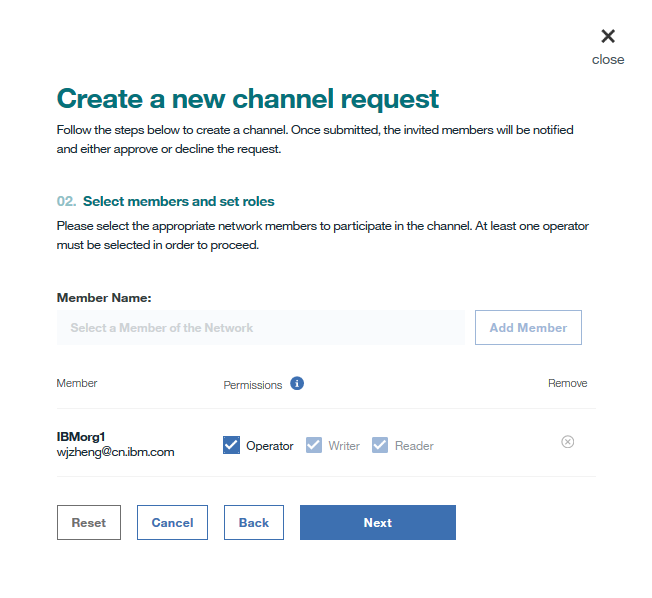 close
Create a new channel request
Follow the steps below to create a channel. Once submitted, the invited members will be notified
and either approve or decline the request.
02. Select members and set roles
Please select the appropriate network members to participate in the channel. At least one operator
must be selected in order to proceed.
Member Name:
Select a Member of the Network
Add Member
Member Permissions i Remove
IBMorg1
wjzheng@cn.ibm.com
Operator Writer Reader
Reset Cancel Back Next